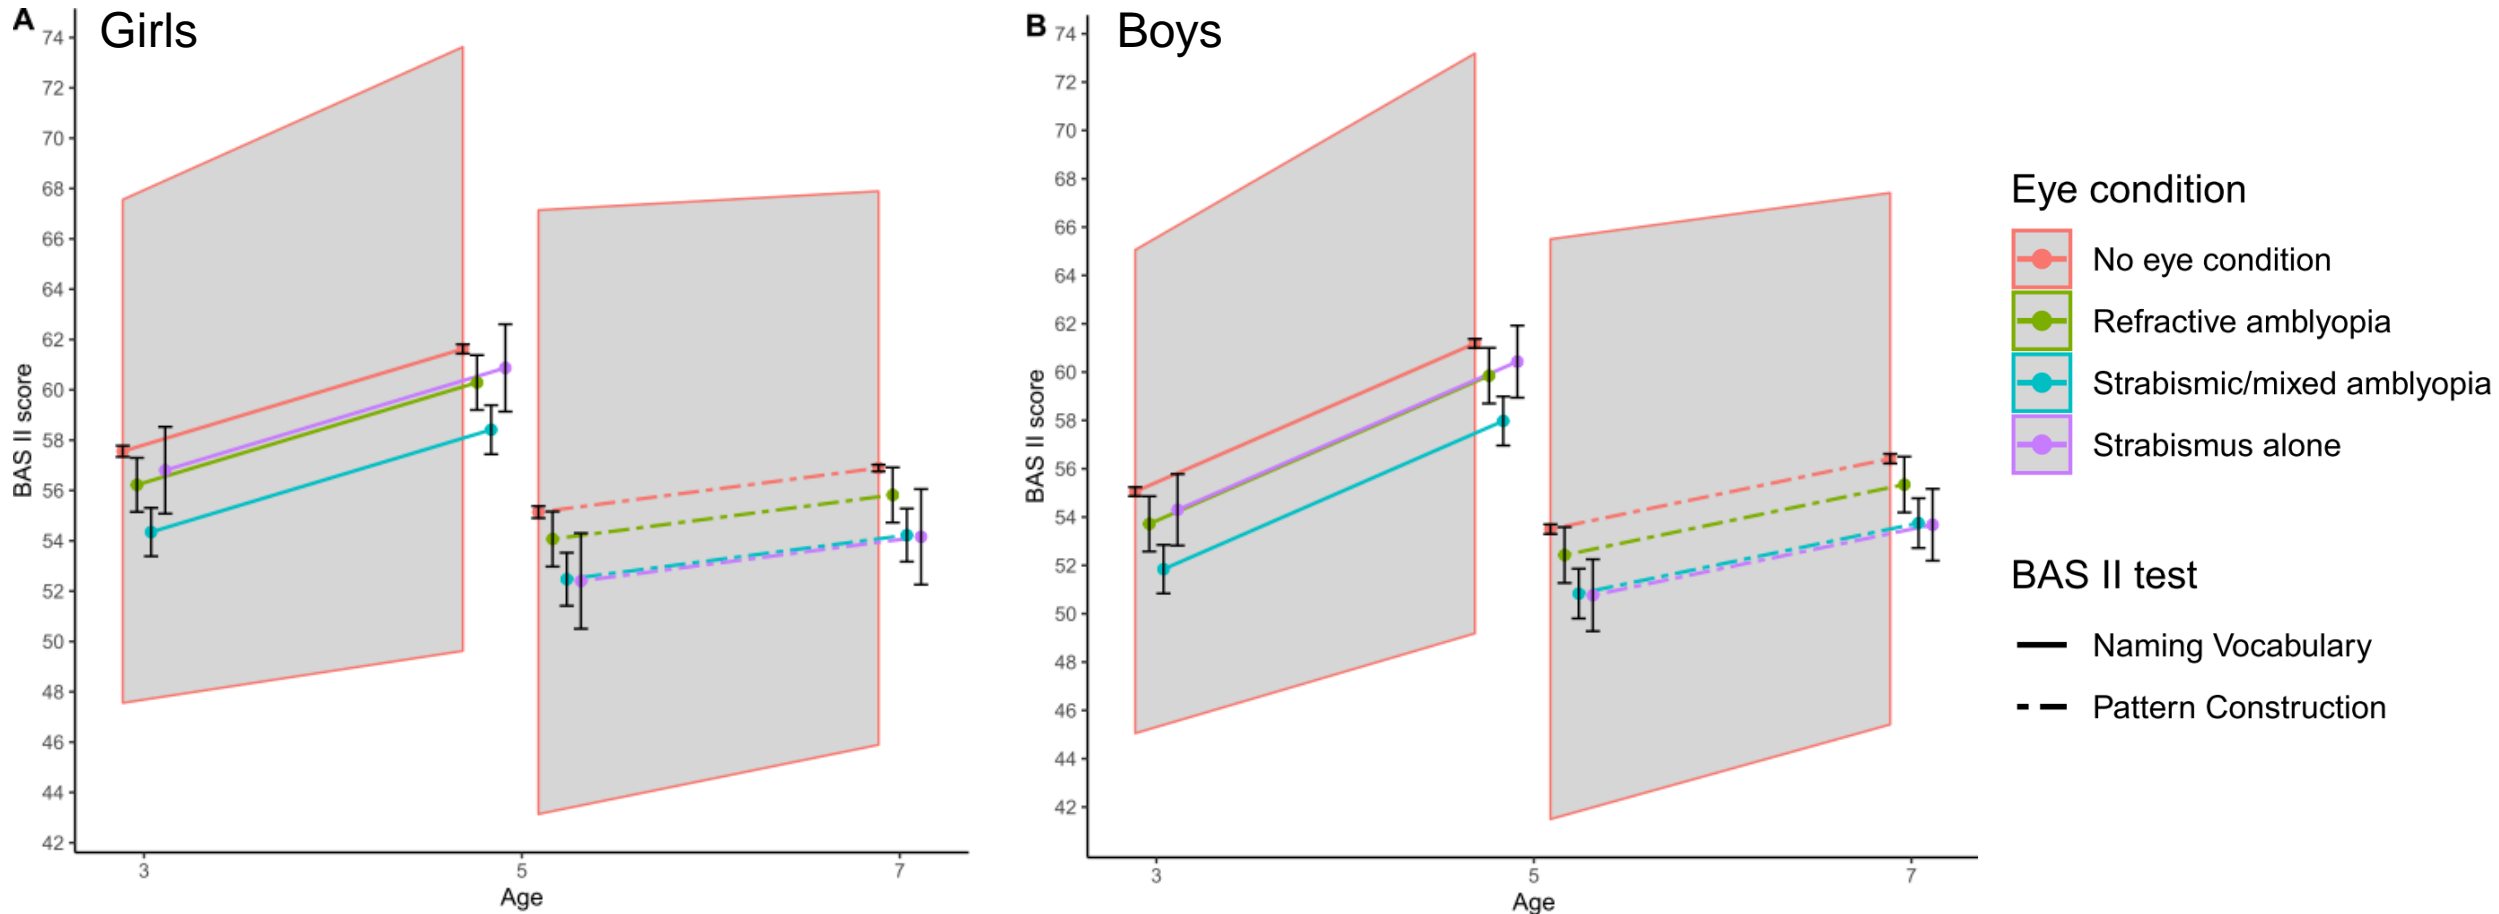 A Girls
74
72
70
68
66
64
62
60
58
56
54
52
50
48
46
44
42
BAS II score
3 5 7
Age
B Boys
74
72
70
68
66
64
62
60
58
56
54
52
50
48
46
44
42
BAS II score
3 5 7
Age
Eye condition
No eye condition
Refractive amblyopia
Strabismic/mixed amblyopia
Strabismus alone
BAS II test
Naming Vocabulary
Pattern Construction